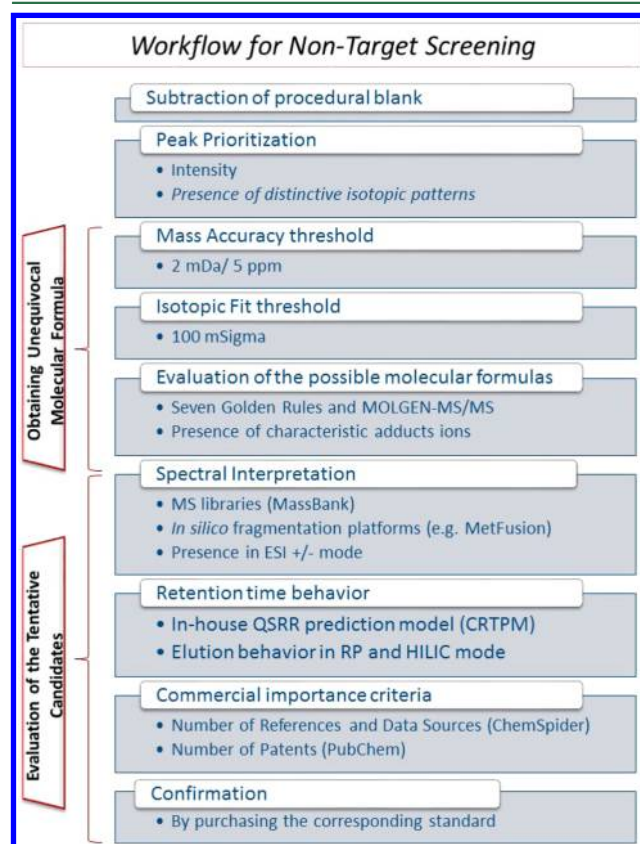 Workflow for Non-Target Screening
Subtraction of procedural blank
Peak Prioritization
• Intensity
• Presence of distinctive isotopic patterns
Obtaining Unequivocal
Molecular Formula
Mass Accuracy threshold
• 2 mDa/ 5 ppm
Isotopic Fit threshold
• 100 mSigma
Evaluation of the possible molecular formulas
• Seven Golden Rules and MOLGEN-MS/MS
• Presence of characteristic adducts ions
Evaluation of the Tentative
Candidates
Spectral Interpretation
• MS libraries (MassBank)
• In silico fragmentation platforms (e.g. MetFusion)
• Presence in ESI +/- mode
Retention time behavior
• In-house QSRR prediction model (CRTPM)
• Elution behavior in RP and HILIC mode
Commercial importance criteria
• Number of References and Data Sources (ChemSpider)
• Number of Patents (PubChem)
Confirmation
• By purchasing the corresponding standard